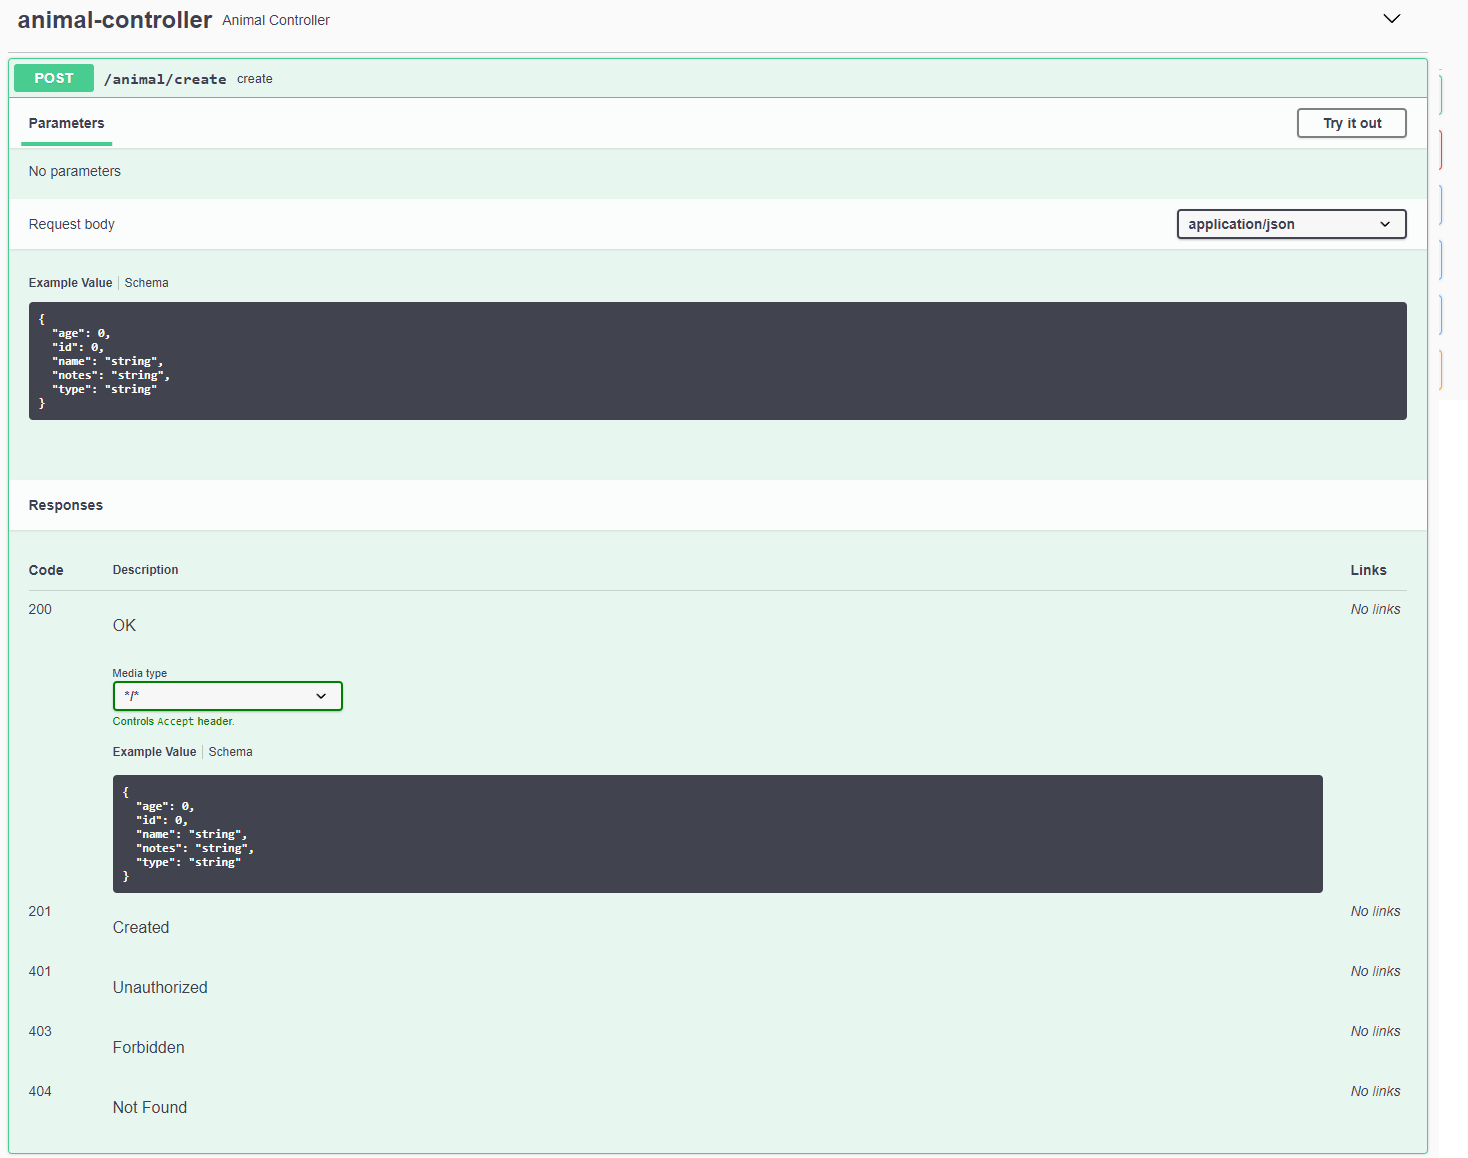 animal-controller Animal Controller
POST /animal/create create
Parameters Try it out
No parameters
Request body application/json
Example Value Schema
{
"age": 0,
"id": 0,
"name": "string",
"notes": "string",
"type": "string"
}
Responses
Code Description Links
200 No links
OK
Media type
*/*
Controls Accept header.
Example Value Schema
{
"age": 0,
"id": 0,
"name": "string",
"notes": "string",
"type": "string"
}
201 No links
Created
401 No links
Unauthorized
403 No links
Forbidden
404 No links
Not Found